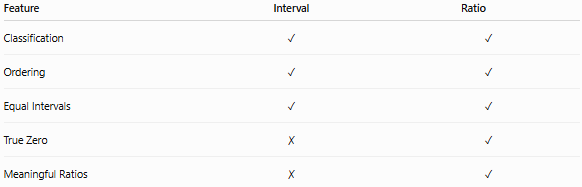 Feature Interval Ratio
Classification ✓ ✓
Ordering ✓ ✓
Equal Intervals ✓ ✓
True Zero ✗ ✓
Meaningful Ratios ✗ ✓